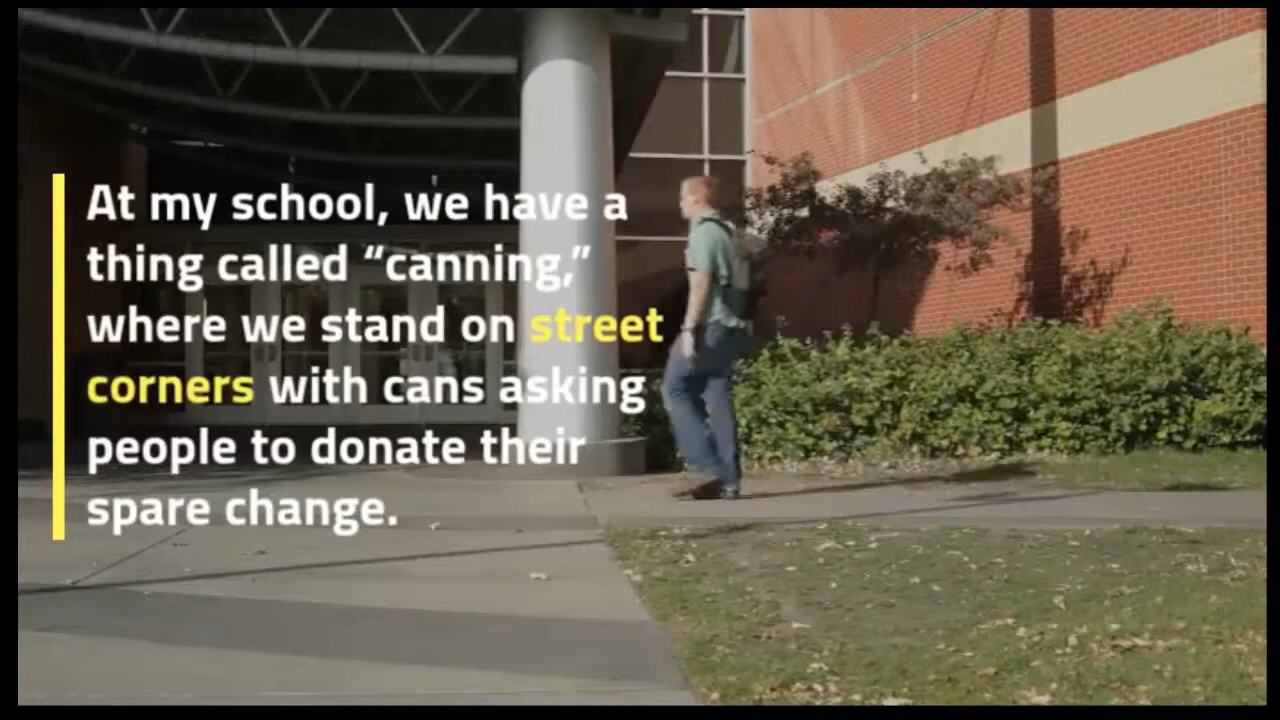 At my school, we have a
thing called “canning,”
where we stand on street
corners with cans asking
people to donate their
spare change.